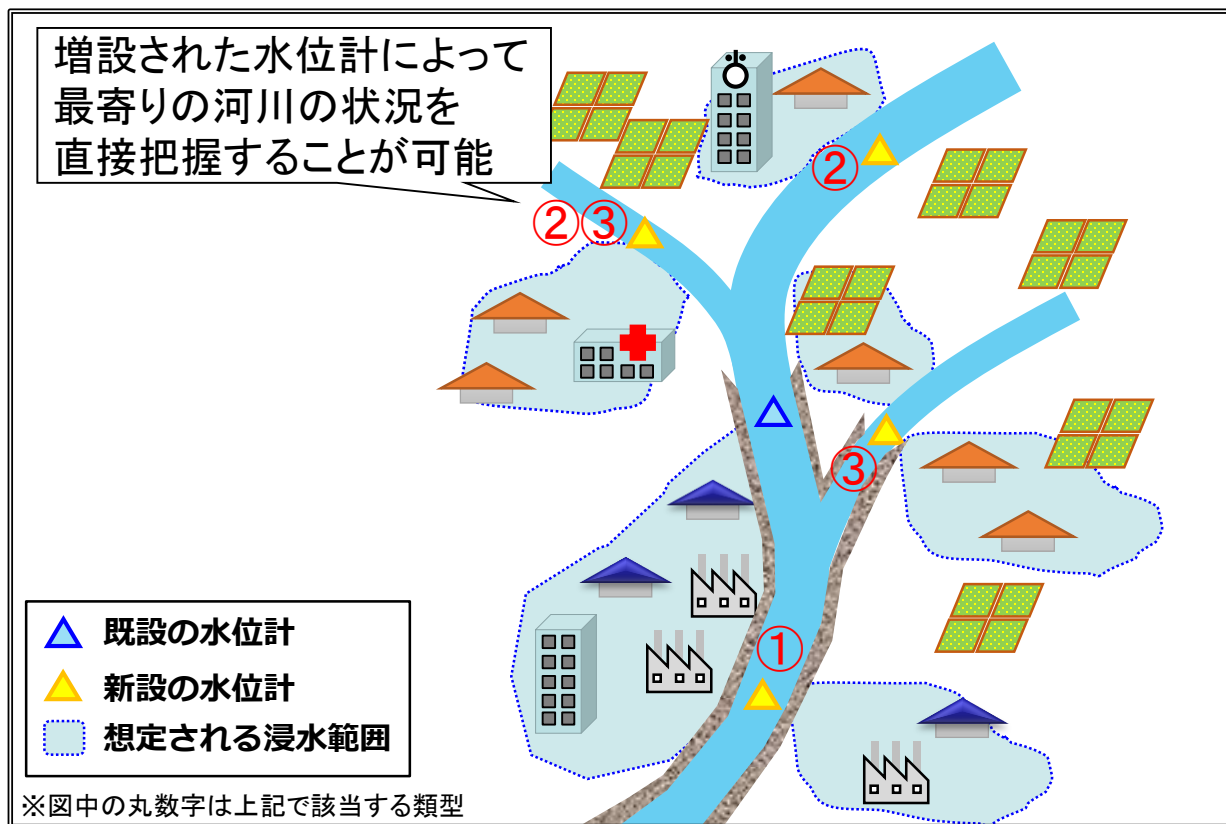 増設された水位計によって
最寄りの河川の状況を
直接把握することが可能
②
②③
③
①
既設の水位計
新設の水位計
想定される浸水範囲
※図中の丸数字は上記で該当する類型